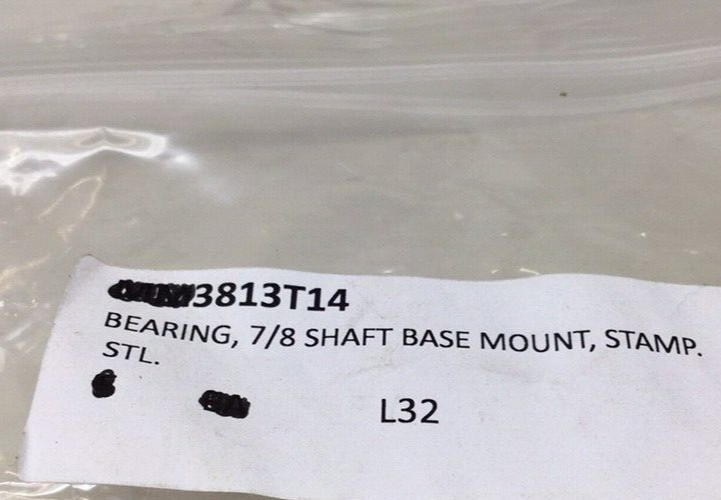 3813T14
BEARING, 7/8 SHAFT BASE MOUNT, STAMP.
STL.
L32